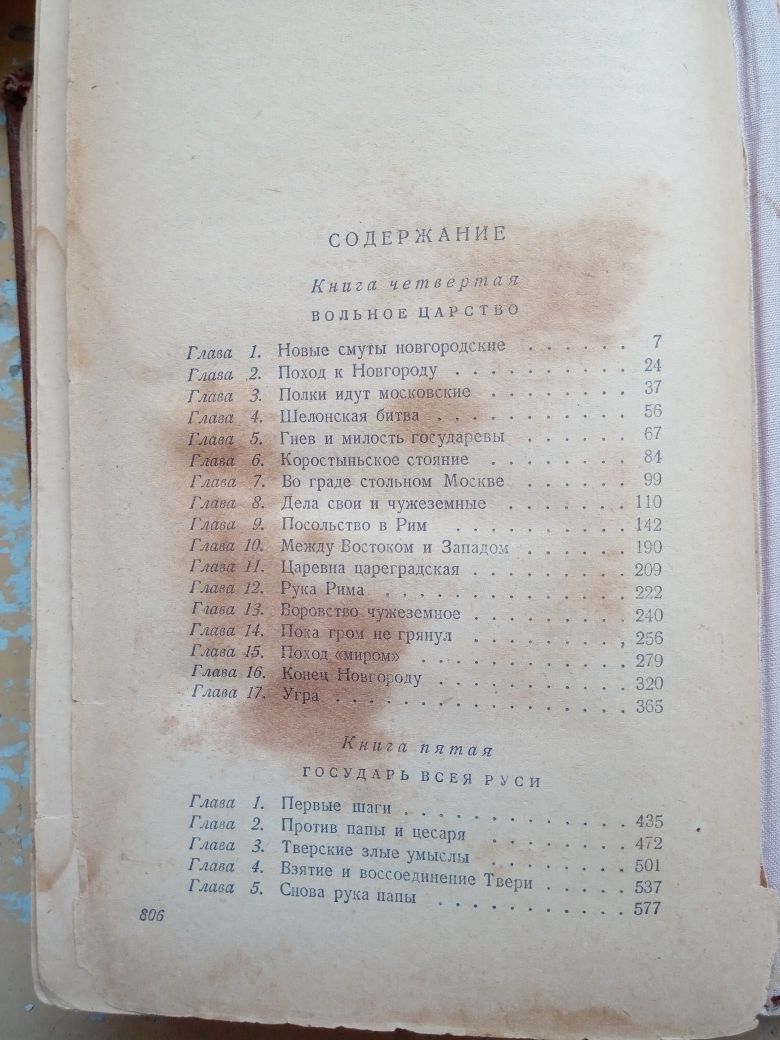 СОДЕРЖАНИЕ
Книга четвертая
ВОЛЬНОЕ ЦАРСТВО
Глава 1. Новые смуты новгородские . . . . . . 7
Глава 2. Поход к Новгороду . . . . . . . . . 24
Глава 3. Полки идут московские . . . . . . . 37
Глава 4. Шелонская битва . . . . . . . . . . 56
Глава 5. Гнев и милость государевы . . . . . . 67
Глава 6. Коростыньское стояние . . . . . . . . 84
Глава 7. Во граде стольном Москве . . . . . . 99
Глава 8. Дела свои и чужеземные . . . . . . . 110
Глава 9. Посольство в Рим . . . . . . . . . . 142
Глава 10. Между Востоком и Западом . . . . . . 190
Глава 11. Царевна цареградская . . . . . . . . 209
Глава 12. Рука Рима . . . . . . . . . . . . . 222
Глава 13. Воровство чужеземное . . . . . . . . 240
Глава 14. Пока гром не грянул . . . . . . . . 256
Глава 15. Поход «миром» . . . . . . . . . . . 279
Глава 16. Конец Новгороду . . . . . . . . . . 320
Глава 17. Угра . . . . . . . . . . . . . . . 365
Книга пятая
ГОСУДАРЬ ВСЕЯ РУСИ
Глава 1. Первые шаги . . . . . . . . . . . . 435
Глава 2. Против папы и цесаря . . . . . . . . 472
Глава 3. Тверские злые умыслы . . . . . . . . 501
Глава 4. Взятие и воссоединение Твери . . . . . 537
Глава 5. Снова рука папы . . . . . . . . . . 577
806